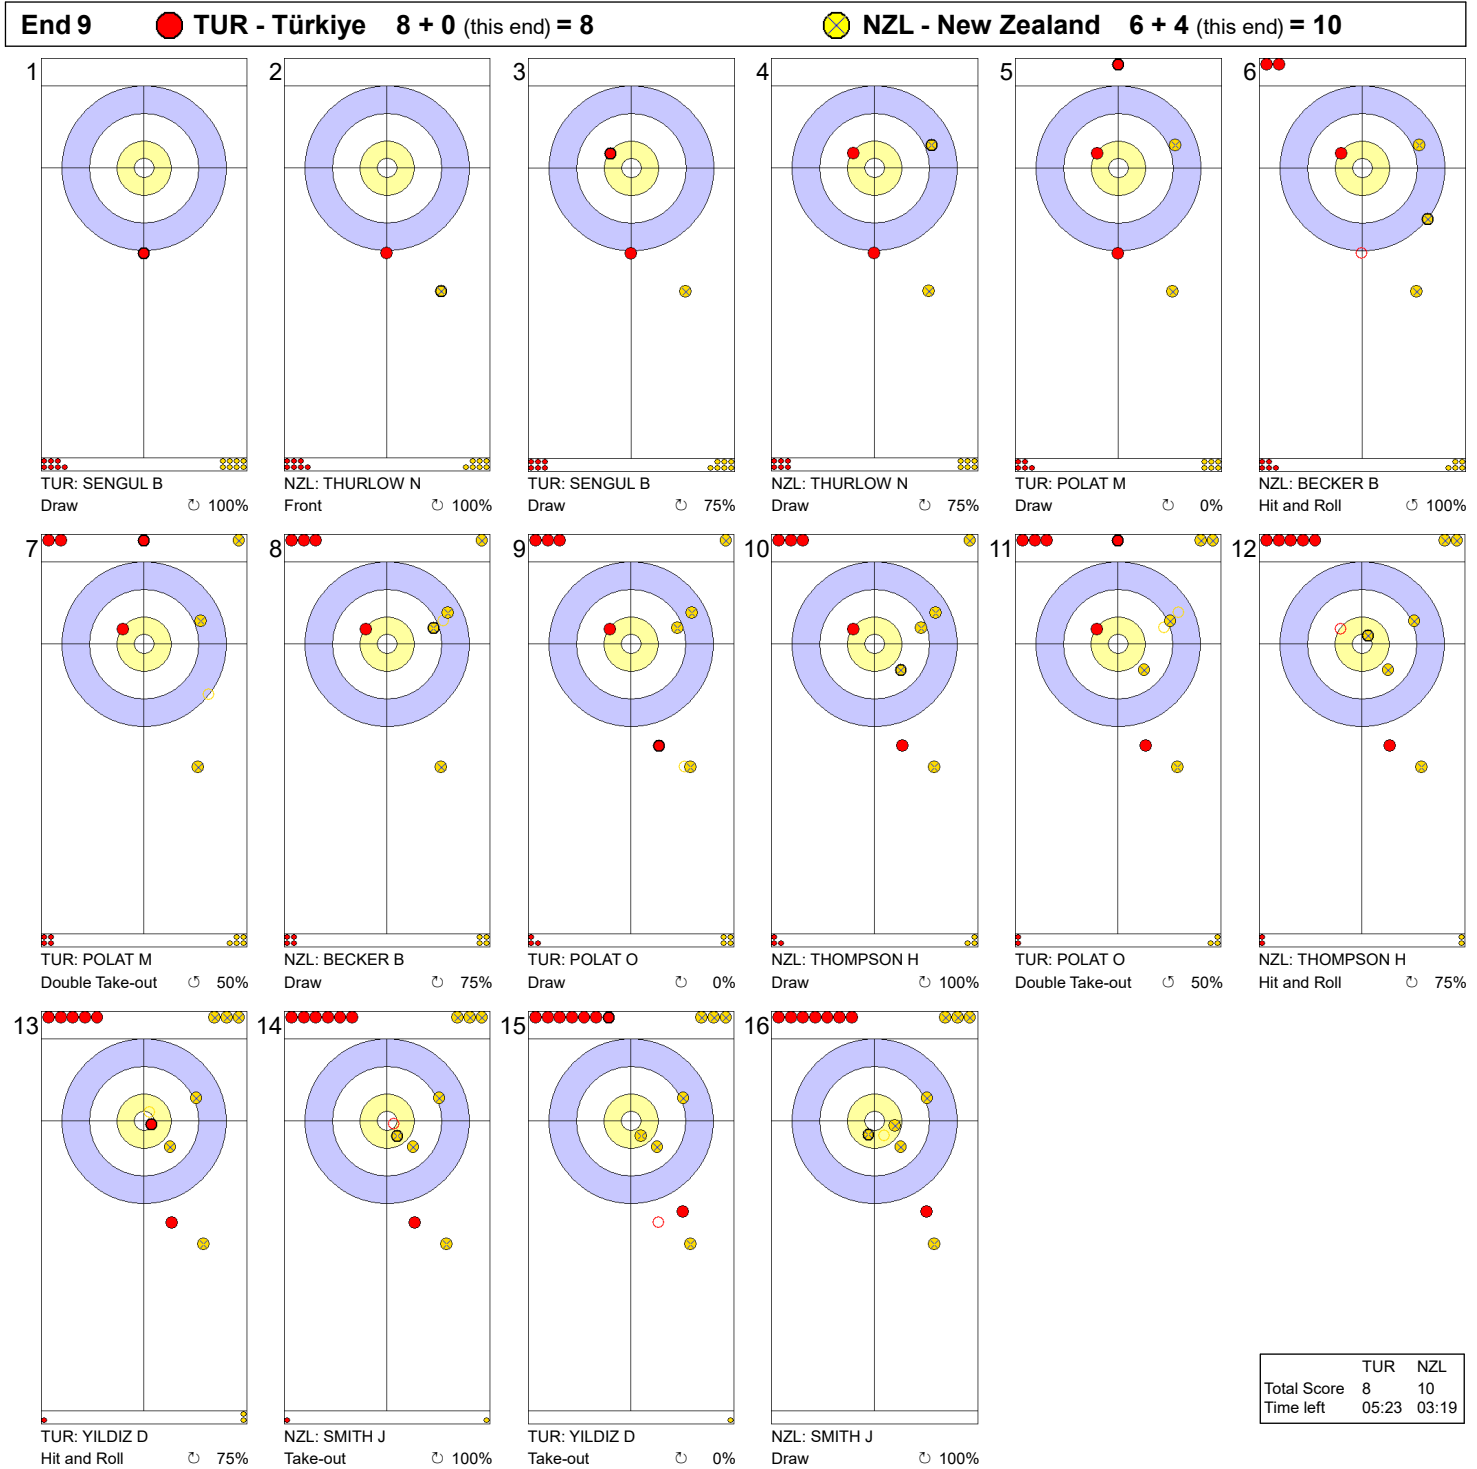 End 9 TUR - Türkiye 8 + 0 (this end) = 8 NZL - New Zealand 6 + 4 (this end) = 10
1 2 3 4 5 6
TUR: SENGUL B NZL: THURLOW N TUR: SENGUL B NZL: THURLOW N TUR: POLAT M NZL: BECKER B
Draw ↻ 100% Front ↻ 100% Draw ↻ 75% Draw ↻ 75% Draw ↻ 0% Hit and Roll ↺ 100%
7 8 9 10 11 12
TUR: POLAT M NZL: BECKER B TUR: POLAT O NZL: THOMPSON H TUR: POLAT O NZL: THOMPSON H
Double Take-out ↺ 50% Draw ↻ 75% Draw ↻ 0% Draw ↻ 100% Double Take-out ↺ 50% Hit and Roll ↻ 75%
13 14 15 16
TUR: YILDIZ D NZL: SMITH J TUR: YILDIZ D NZL: SMITH J
Hit and Roll ↻ 75% Take-out ↻ 100% Take-out ↻ 0% Draw ↻ 100%
TUR NZL
Total Score 8 10
Time left 05:23 03:19